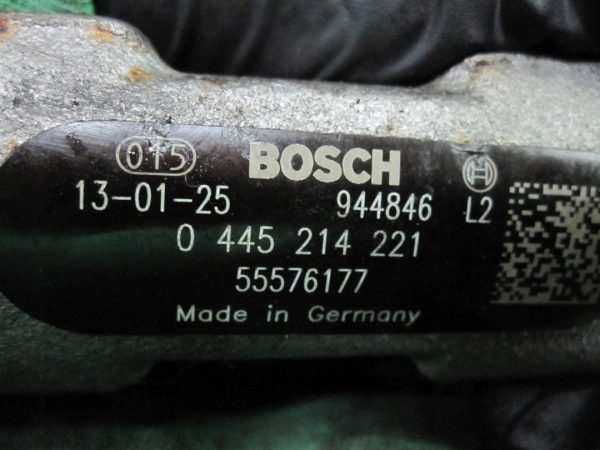 015 BOSCH
13-01-25 944846 L2
0 445 214 221
55576177
Made in Germany